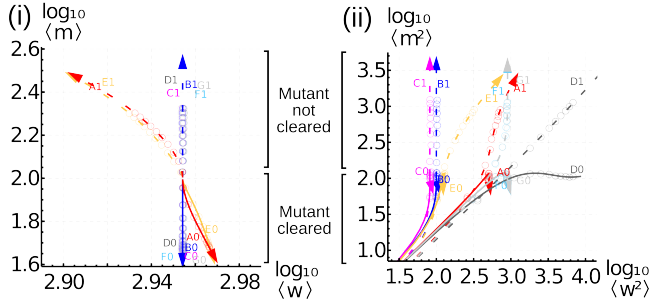 (i)
log₁₀
⟨m⟩
2.6
2.4
2.2
2.0
1.8
1.6
2.90
2.94
2.98
log₁₀
⟨w⟩
E1
A1
D1
B1
G1
C1
F1
D0
A0
E0
B0
F0
C0
G0
Mutant
not
cleared
Mutant
cleared
(ii)
log₁₀
⟨m²⟩
3.5
3.0
2.5
2.0
1.5
1.0
1.5
2.0
2.5
3.0
3.5
4.0
log₁₀
⟨w²⟩
C1
B1
E1
F1
G1
A1
D1
C0
B0
E0
A0
F0
G0
D0